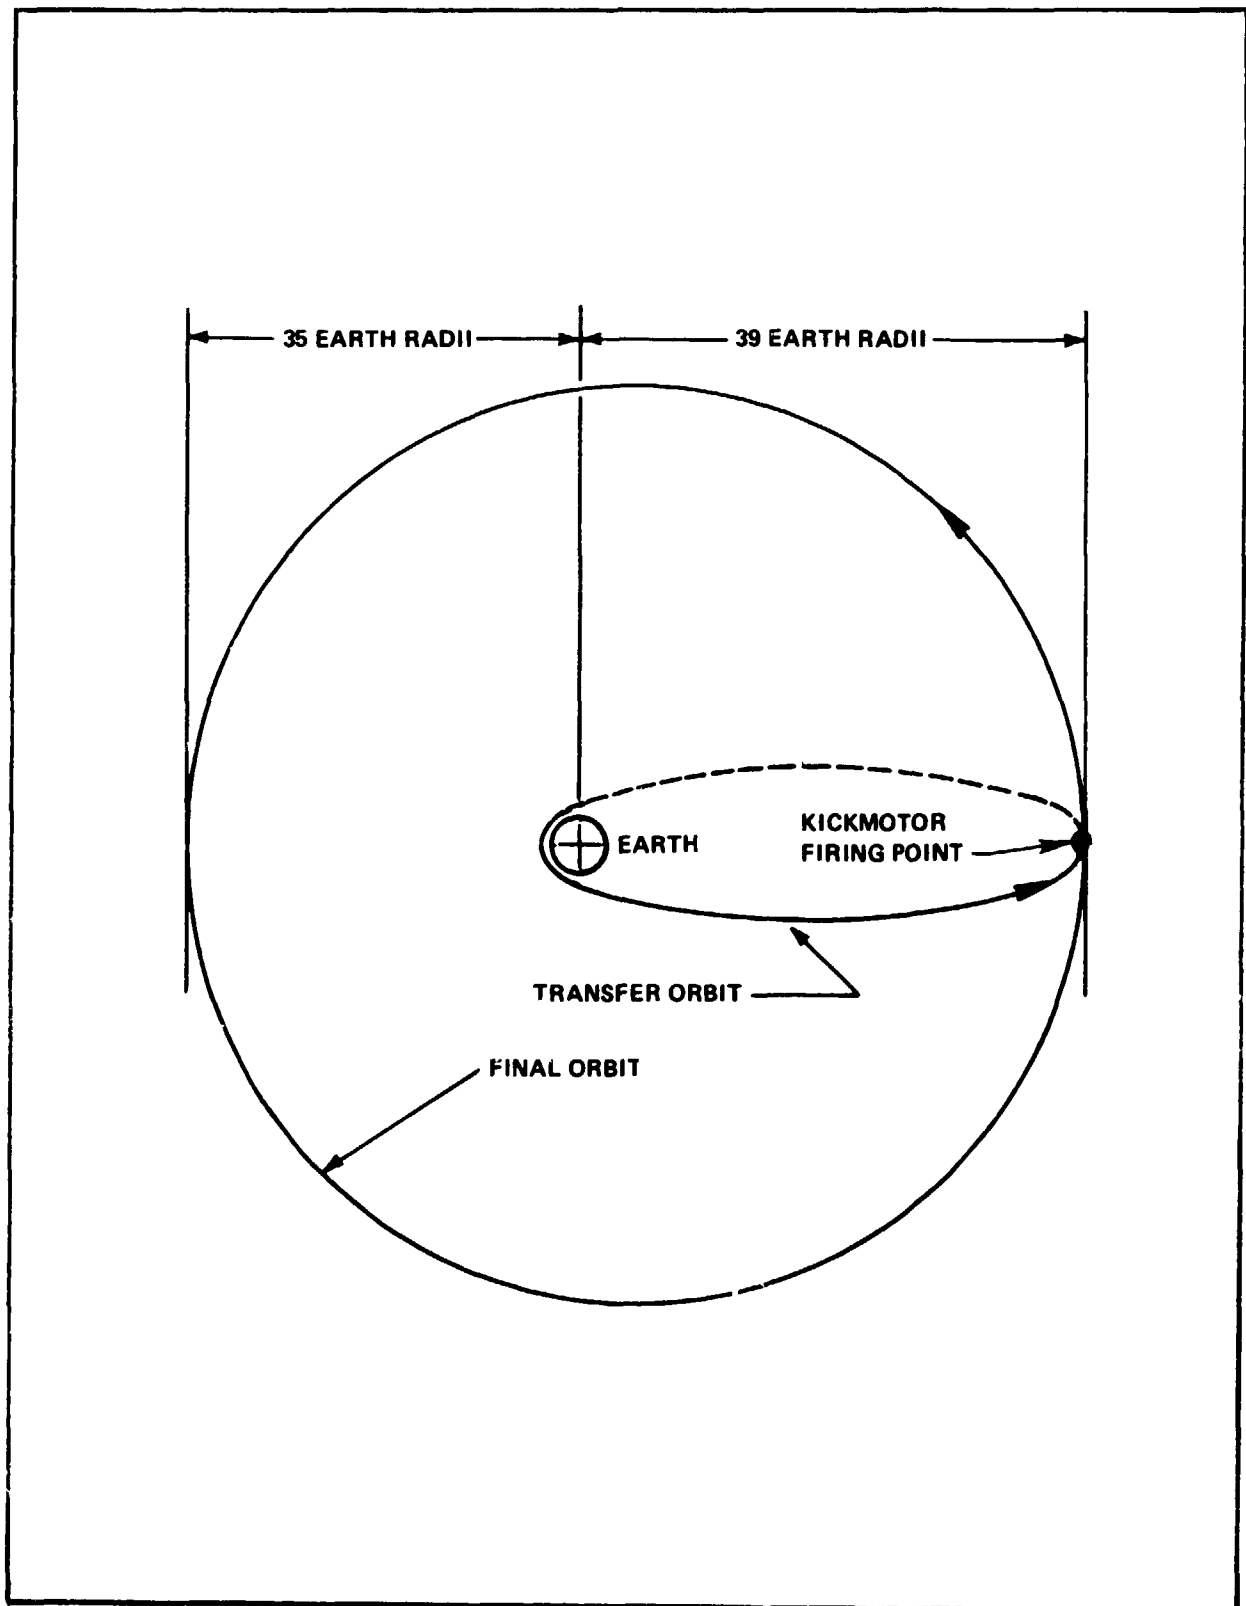 35 EARTH RADII
39 EARTH RADII
EARTH
KICKMOTOR
FIRING POINT
TRANSFER ORBIT
FINAL ORBIT